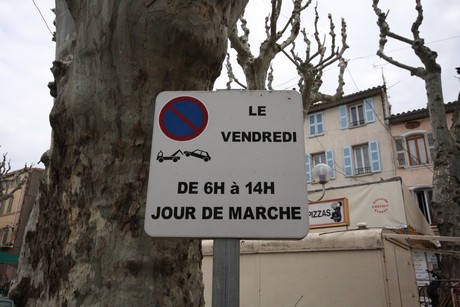 LE
VENDREDI
DE 6H à 14H
JOUR DE MARCHE
PIZZAS